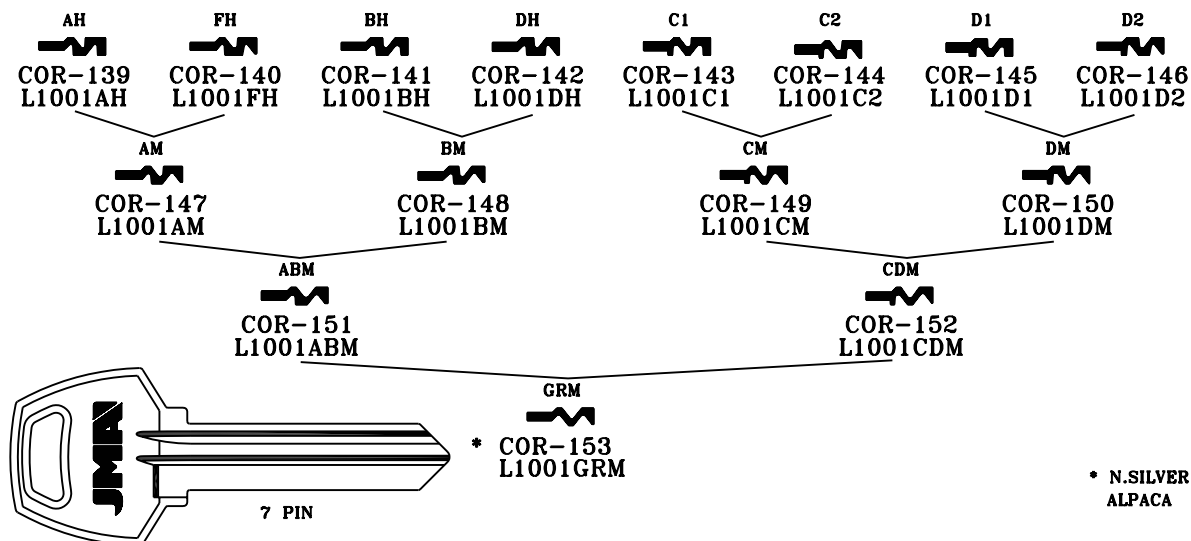 AH FH BH DH C1 C2 D1 D2
COR-139 COR-140 COR-141 COR-142 COR-143 COR-144 COR-145 COR-146
L1001AH L1001FH L1001BH L1001DH L1001C1 L1001C2 L1001D1 L1001D2
AM BM CM DM
COR-147 COR-148 COR-149 COR-150
L1001AM L1001BM L1001CM L1001DM
ABM CDM
COR-151 COR-152
L1001ABM L1001CDM
GRM
* COR-153
L1001GRM
JMA
7 PIN
* N.SILVER
ALPACA